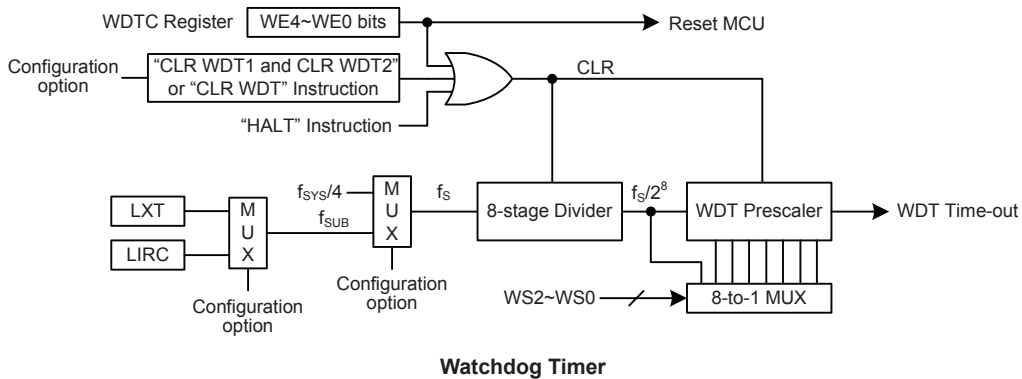 WDTC Register
WE4~WE0 bits
Reset MCU
Configuration
option
“CLR WDT1 and CLR WDT2”
or “CLR WDT” Instruction
CLR
“HALT” Instruction
LXT
LIRC
M
U
X
Configuration
option
fSYS/4
fSUB
M
U
X
Configuration
option
fS
8-stage Divider
fS/2⁸
WDT Prescaler
WDT Time-out
WS2~WS0
8-to-1 MUX
Watchdog Timer